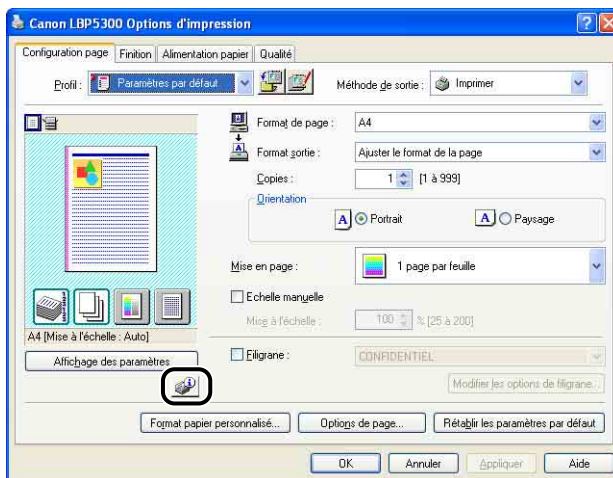 Canon LBP5300 Options d'impression
Configuration page Finition Alimentation papier Qualité
Profil : Paramètres par défaut Méthode de sortie : Imprimer
Format de page : A4
Format sortie : Ajuster le format de la page
Copies : 1 [1 à 999]
Orientation
A Portrait A Paysage
Mise en page : 1 page par feuille
Echelle manuelle
Mise à l'échelle : 100 % [25 à 200]
A4 [Mise à l'échelle : Auto]
Affichage des paramètres
Filigrane : CONFIDENTIEL
Modifier les options de filigrane...
Format papier personnalisé... Options de page... Rétablir les paramètres par défaut
OK Annuler Appliquer Aide